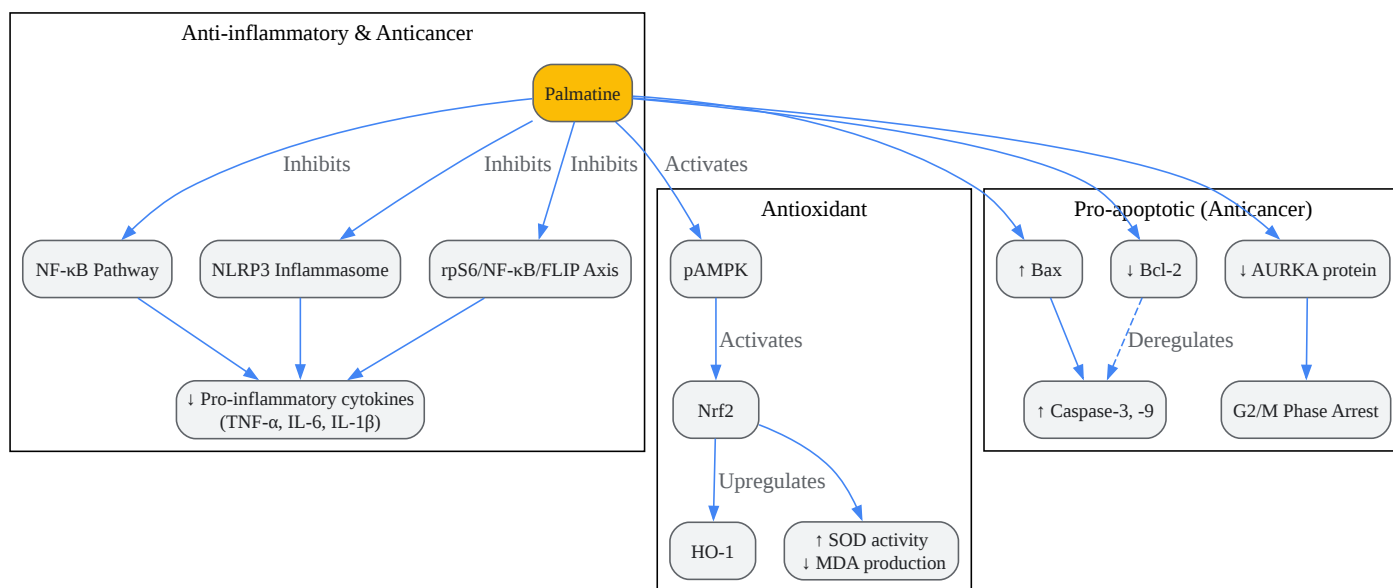 Anti-inflammatory & Anticancer
Palmatine
Inhibits
Inhibits
Inhibits
Activates
Antioxidant
Pro-apoptotic (Anticancer)
NF-κB Pathway
NLRP3 Inflammasome
rpS6/NF-κB/FLIP Axis
pAMPK
↑ Bax
↓ Bcl-2
↓ AURKA protein
Activates
Deregulates
↓ Pro-inflammatory cytokines
(TNF-α, IL-6, IL-1β)
Nrf2
↑ Caspase-3, -9
G2/M Phase Arrest
Upregulates
HO-1
↑ SOD activity
↓ MDA production